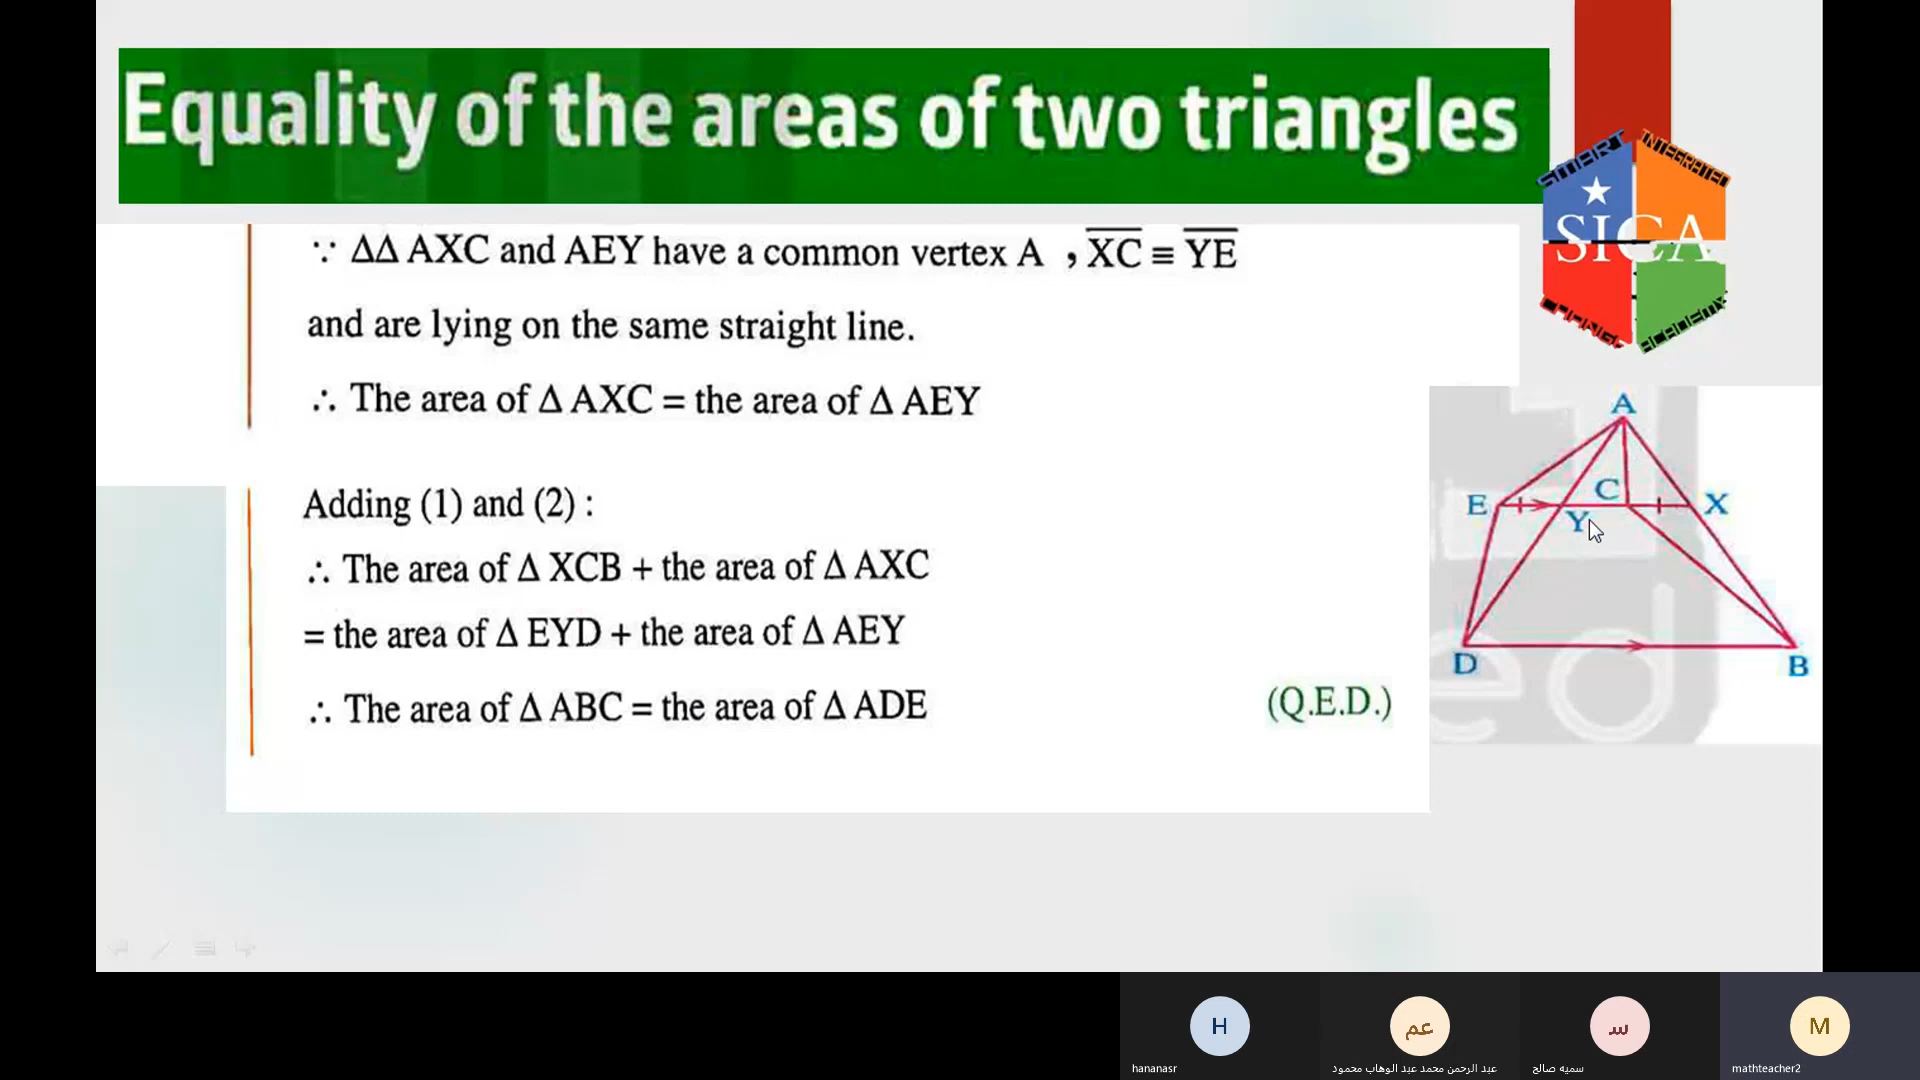 Equality of the areas of two triangles
SMART INTEGRATED
SICA
ACADEMY
∵ ΔΔ AXC and AEY have a common vertex A , X̅C̅ ≡ Y̅E̅
and are lying on the same straight line.
∴ The area of Δ AXC = the area of Δ AEY
Adding (1) and (2) :
∴ The area of Δ XCB + the area of Δ AXC
= the area of Δ EYD + the area of Δ AEY
∴ The area of Δ ABC = the area of Δ ADE (Q.E.D.)
A
E Y C X
D B
H عم س M
hananasr عبد الرحمن محمد عبد الوهاب محمود سميه صالح mathteacher2